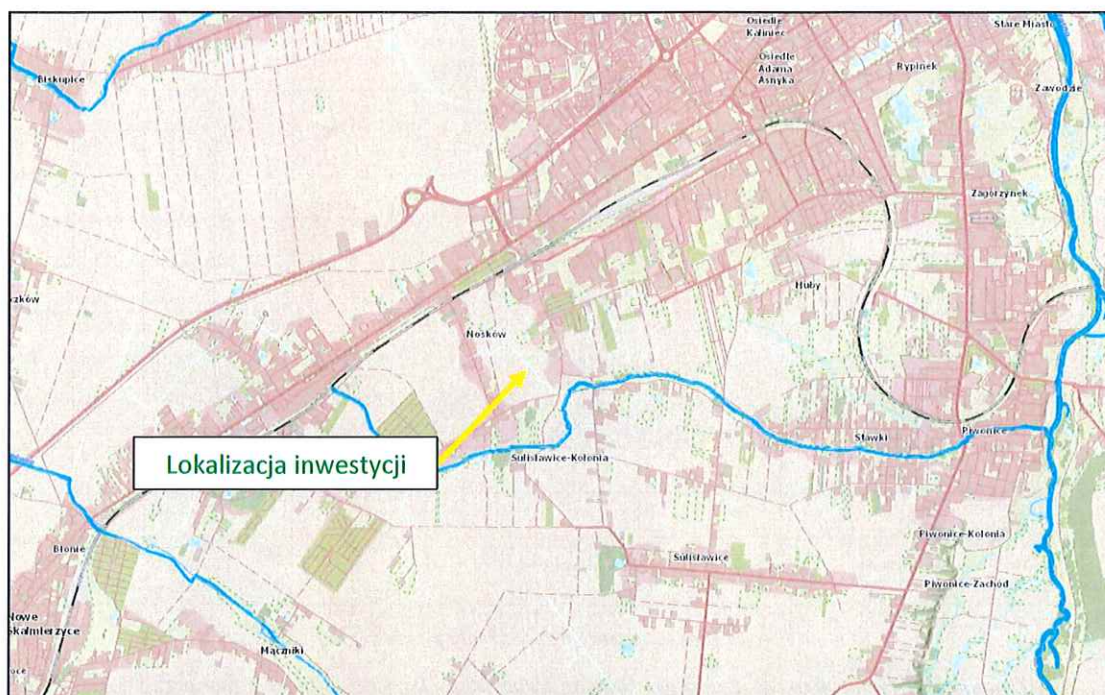 Osiedle
Kaliniec
Stare Miasto
Osiedle
Adama
Asnyka
Rypinek
Biskupice
Zawodzie
Zagórzynek
Huby
Nosków
Lokalizacja inwestycji
Sulisławice-Kolonia
Stawki
Piwonice
Piwonice-Kolonia
Błonie
Sulisławice
Piwonice-Zachód
Nowe
Skalmierzyce
Mączniki